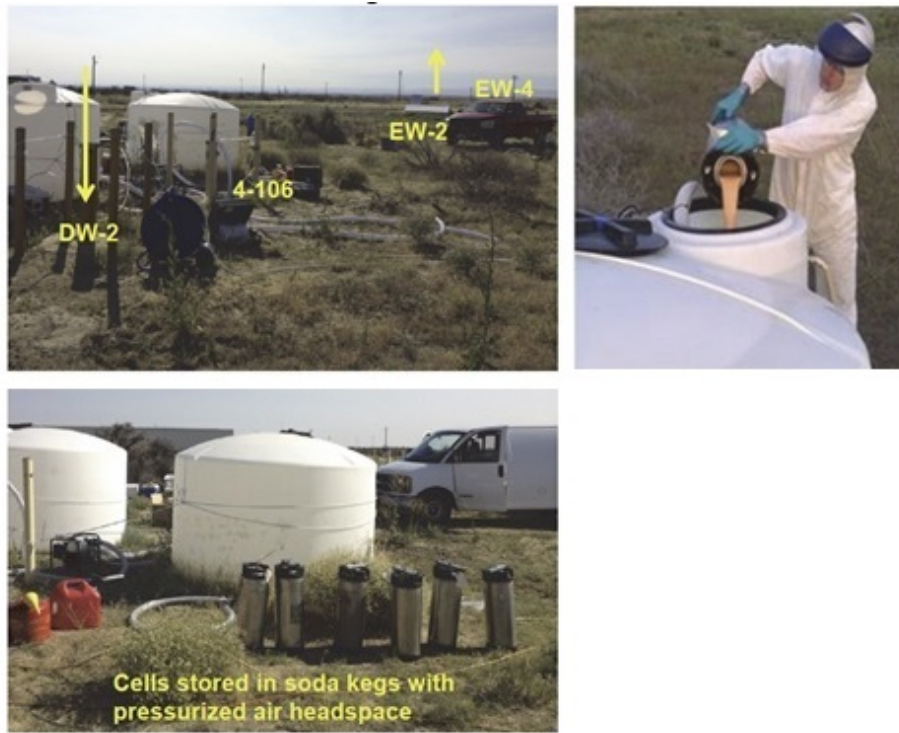 EW-4
EW-2
4-106
DW-2
Cells stored in soda kegs with
pressurized air headspace